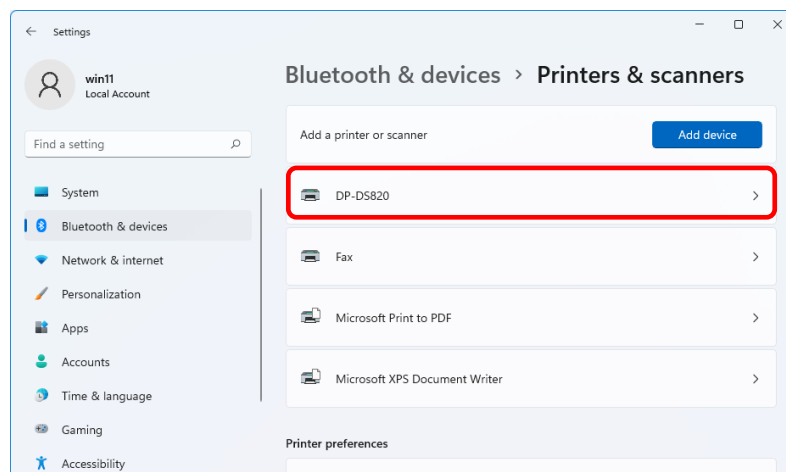 Settings
win11
Local Account
Find a setting
System
Bluetooth & devices
Network & internet
Personalization
Apps
Accounts
Time & language
Gaming
Accessibility
Bluetooth & devices > Printers & scanners
Add a printer or scanner
Add device
DP-DS820
Fax
Microsoft Print to PDF
Microsoft XPS Document Writer
Printer preferences